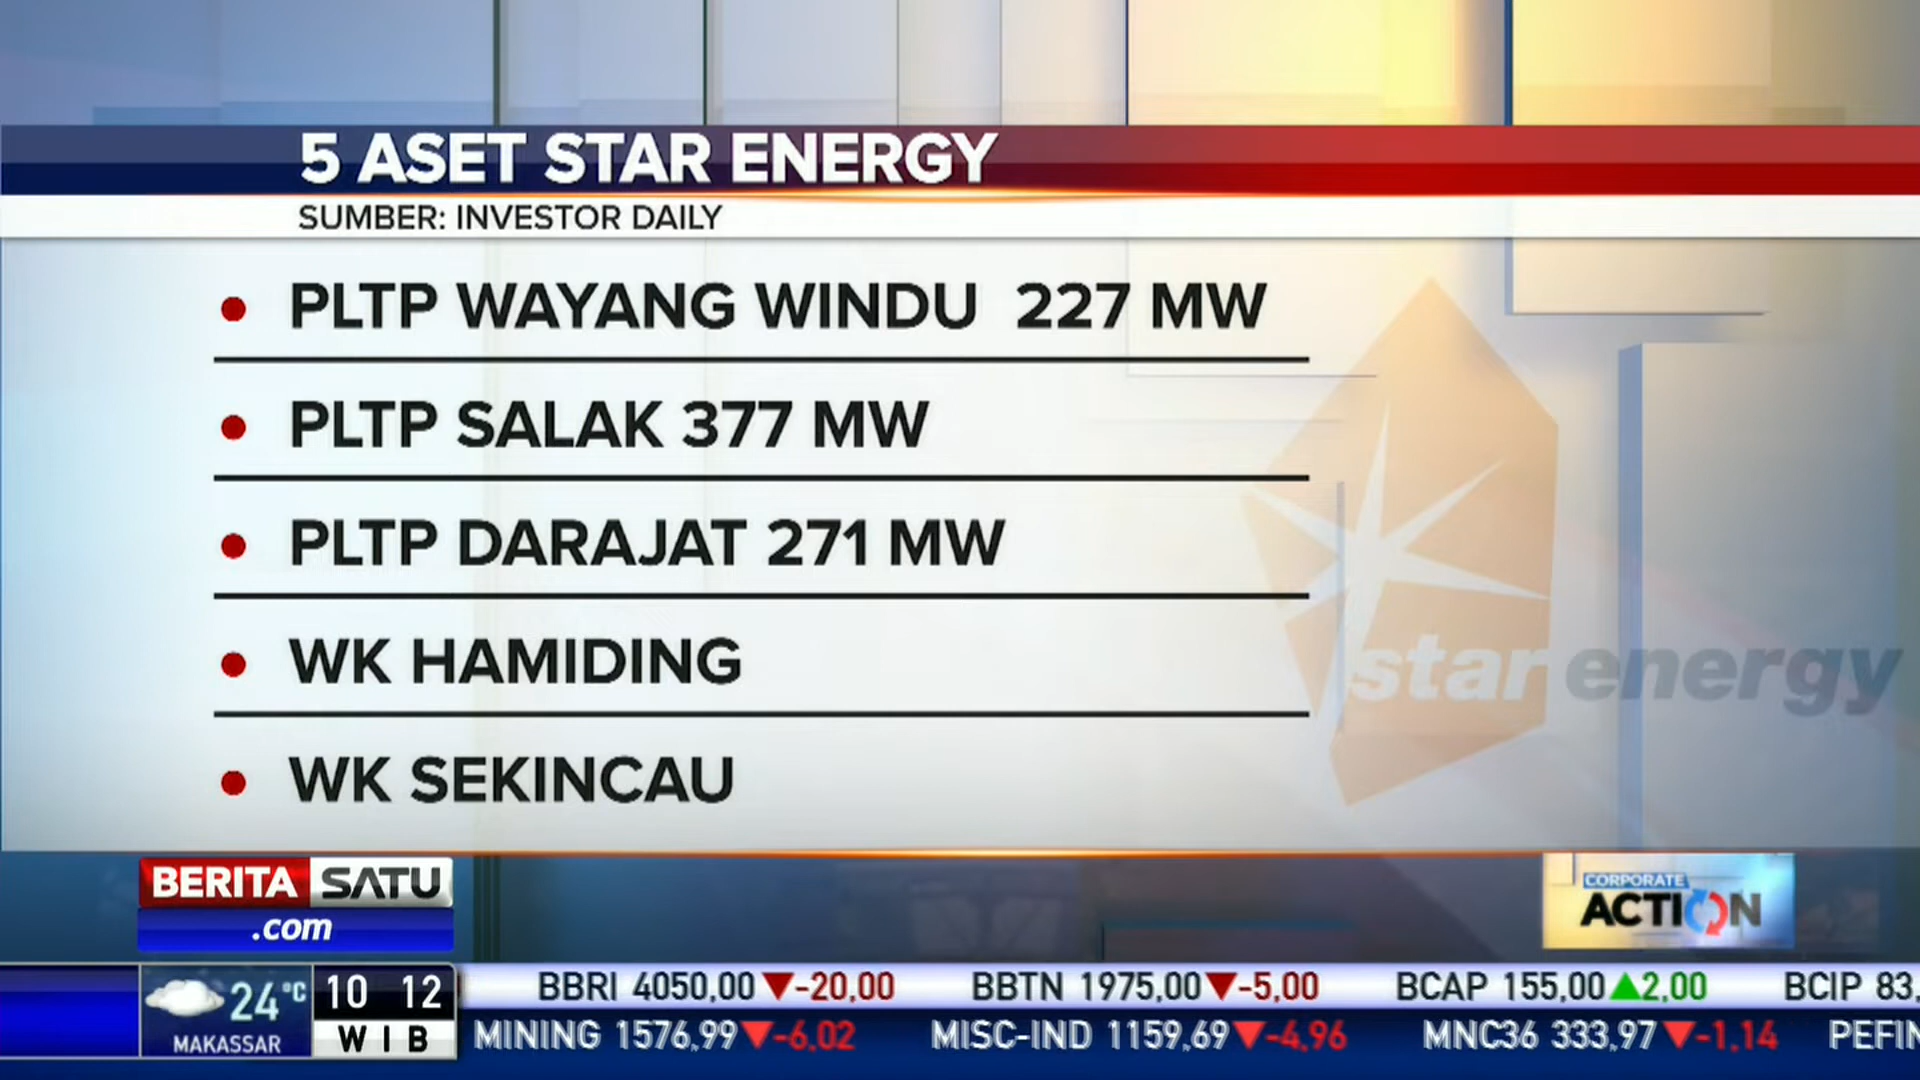 5 ASET STAR ENERGY
SUMBER: INVESTOR DAILY
PLTP WAYANG WINDU 227 MW
PLTP SALAK 377 MW
PLTP DARAJAT 271 MW
WK HAMIDING
WK SEKINCAU
star energy
BERITA SATU
.com
CORPORATE
ACTION
24°C
MAKASSAR
10 12
WIB
BBRI 4050,00 ▼-20,00 BBTN 1975,00 ▼-5,00 BCAP 155,00 ▲2,00 BCIP 83,
MINING 1576,99 ▼-6,02 MISC-IND 1159,69 ▼-4,96 MNC36 333,97 ▼-1,14 PEFIN